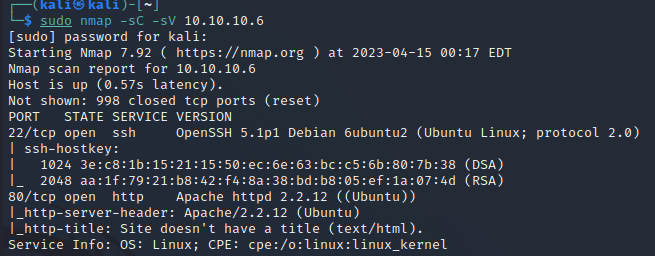 ┌──(kali㉿kali)-[~]
└─$ sudo nmap -sC -sV 10.10.10.6
[sudo] password for kali:
Starting Nmap 7.92 ( https://nmap.org ) at 2023-04-15 00:17 EDT
Nmap scan report for 10.10.10.6
Host is up (0.57s latency).
Not shown: 998 closed tcp ports (reset)
PORT   STATE SERVICE VERSION
22/tcp open  ssh     OpenSSH 5.1p1 Debian 6ubuntu2 (Ubuntu Linux; protocol 2.0)
| ssh-hostkey:
|   1024 3e:c8:1b:15:21:15:50:ec:6e:63:bc:c5:6b:80:7b:38 (DSA)
|_  2048 aa:1f:79:21:b8:42:f4:8a:38:bd:b8:05:ef:1a:07:4d (RSA)
80/tcp open  http    Apache httpd 2.2.12 ((Ubuntu))
|_http-server-header: Apache/2.2.12 (Ubuntu)
|_http-title: Site doesn't have a title (text/html).
Service Info: OS: Linux; CPE: cpe:/o:linux:linux_kernel